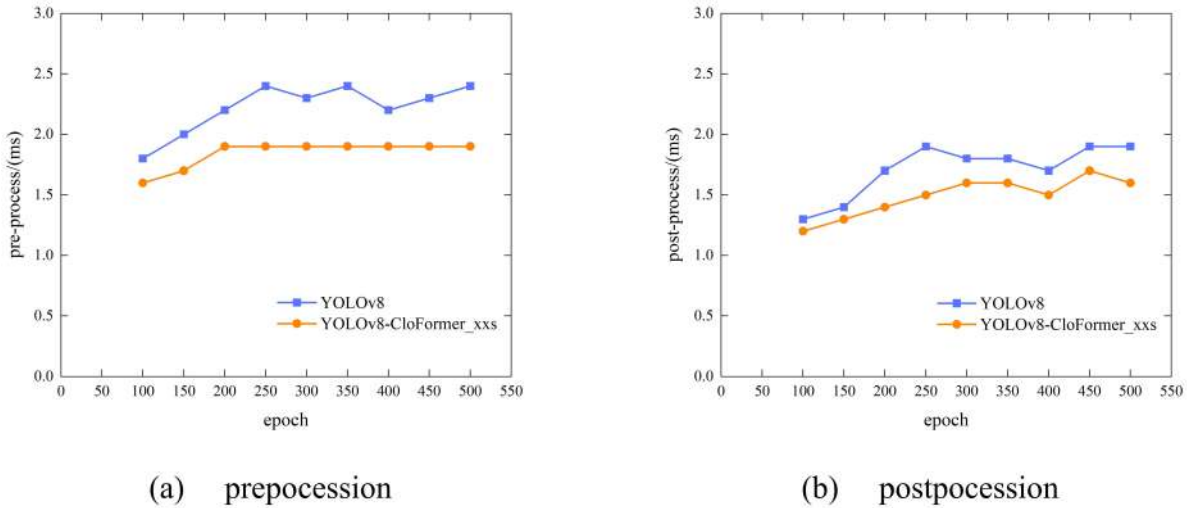 3.0
2.5
2.0
1.5
1.0
0.5
0.0
pre-process/(ms)
YOLOv8
YOLOv8-CloFormer_xxs
0 50 100 150 200 250 300 350 400 450 500 550
epoch
(a) prepocession
3.0
2.5
2.0
1.5
1.0
0.5
0.0
post-process/(ms)
YOLOv8
YOLOv8-CloFormer_xxs
0 50 100 150 200 250 300 350 400 450 500 550
epoch
(b) postpocession